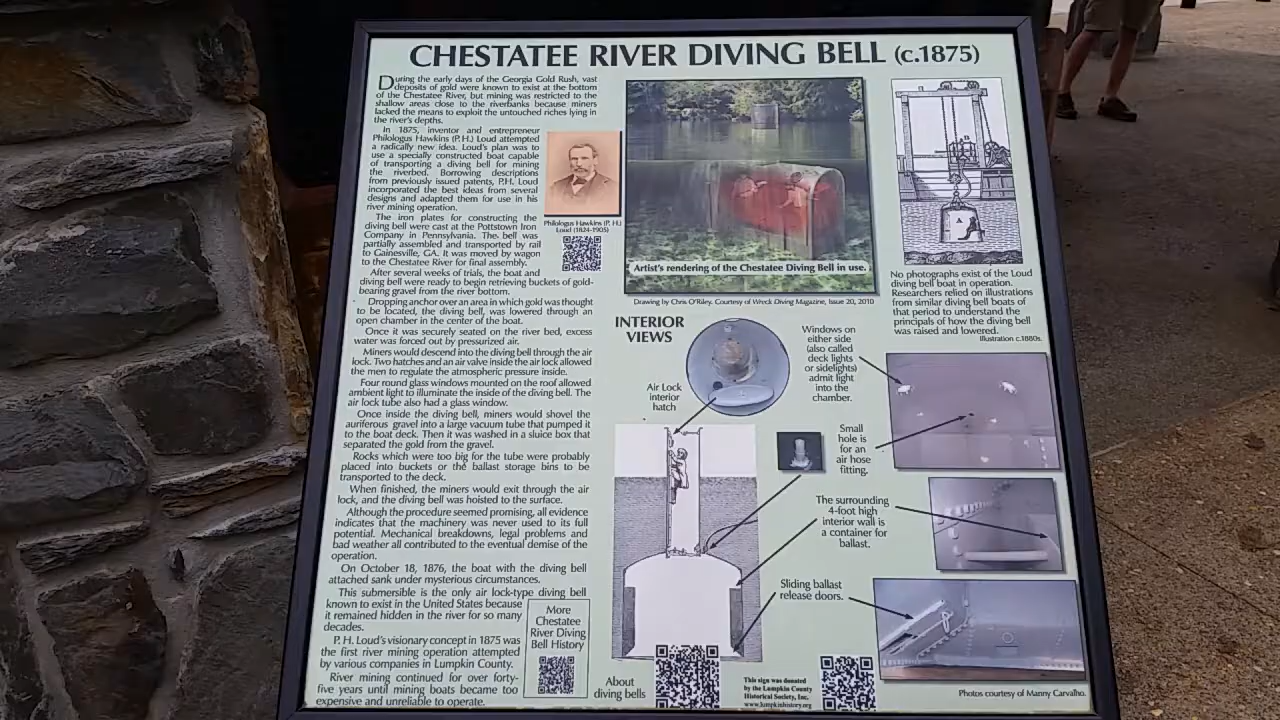 CHESTATEE RIVER DIVING BELL (c.1875)
During the early days of the Georgia Gold Rush, vast
deposits of gold were known to exist at the bottom
of the Chestatee River, but mining was restricted to the
shallow areas close to the riverbanks because miners
lacked the means to exploit the untouched riches lying in
the river's depths.
In 1875, inventor and entrepreneur
Philologus Hawkins (P.H.) Loud attempted
a radically new idea. Loud's plan was to
use a specially constructed boat capable
of transporting a diving bell for mining
the riverbed. Borrowing descriptions
from previously issued patents, P.H. Loud
incorporated the best ideas from several
designs and adapted them for use in his
river mining operation.
The iron plates for constructing the
diving bell were cast at the Pottstown Iron
Company in Pennsylvania. The bell was
partially assembled and transported by rail
to Gainesville, GA. It was moved by wagon
to the Chestatee River for final assembly.
After several weeks of trials, the boat and
diving bell were ready to begin retrieving buckets of gold-
bearing gravel from the river bottom.
Dropping anchor over an area in which gold was thought
to be located, the diving bell, was lowered through an
open chamber in the center of the boat.
Once it was securely seated on the river bed, excess
water was forced out by pressurized air.
Miners would descend into the diving bell through the air
lock. Two hatches and an air valve inside the air lock allowed
the men to regulate the atmospheric pressure inside.
Four round glass windows mounted on the roof allowed
ambient light to illuminate the inside of the diving bell. The
air lock tube also had a glass window.
Once inside the diving bell, miners would shovel the
auriferous gravel into a large vacuum tube that pumped it
to the boat deck. Then it was washed in a sluice box that
separated the gold from the gravel.
Rocks which were too big for the tube were probably
placed into buckets or the ballast storage bins to be
transported to the deck.
When finished, the miners would exit through the air
lock, and the diving bell was hoisted to the surface.
Although the procedure seemed promising, all evidence
indicates that the machinery was never used to its full
potential. Mechanical breakdowns, legal problems and
bad weather all contributed to the eventual demise of the
operation.
On October 18, 1876, the boat with the diving bell
attached sank under mysterious circumstances.
This submersible is the only air lock-type diving bell
known to exist in the United States because
it remained hidden in the river for so many
decades.
P. H. Loud's visionary concept in 1875 was
the first river mining operation attempted
by various companies in Lumpkin County.
River mining continued for over forty-
five years until mining boats became too
expensive and unreliable to operate.
Philologus Hawkins (P. H.)
Loud (1824-1905)
More
Chestatee
River Diving
Bell History
Artist's rendering of the Chestatee Diving Bell in use.
Drawing by Chris O'Riley. Courtesy of Wreck Diving Magazine, Issue 20, 2010
A
No photographs exist of the Loud
diving bell boat in operation.
Researchers relied on illustrations
from similar diving bell boats of
that period to understand the
principals of how the diving bell
was raised and lowered.
Illustration c.1880s.
INTERIOR
VIEWS
Air Lock
interior
hatch
Windows on
either side
(also called
deck lights
or sidelights)
admit light
into the
chamber.
Small
hole is
for an
air hose
fitting.
The surrounding
4-foot high
interior wall is
a container for
ballast.
Sliding ballast
release doors.
About
diving bells
This sign was donated
by the Lumpkin County
Historical Society, Inc.
www.lumpkinhistory.org
Photos courtesy of Manny Carvalho.